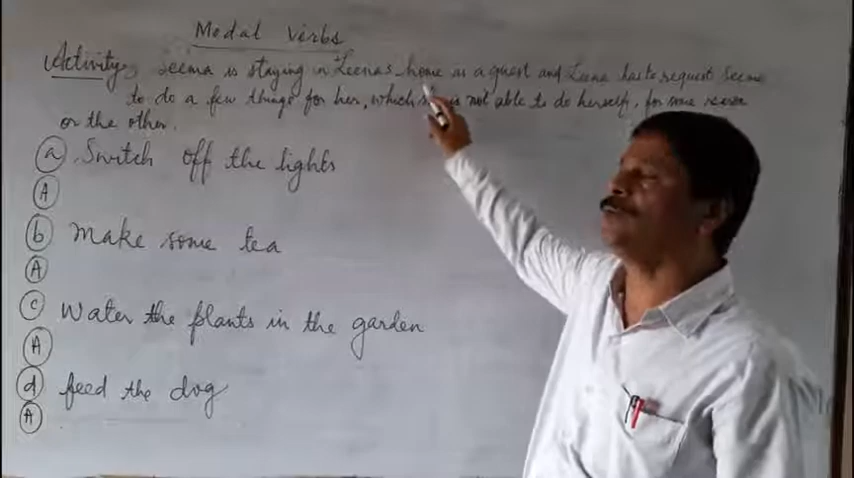 Modal Verbs
Activity, Seema is staying in Leena's home as a guest and Leena has to request Seema
to do a few things for her, which she is not able to do herself, for some reason
or the other.
(a) Switch off the lights
(A)
(b) Make some tea
(A)
(c) Water the plants in the garden
(A)
(d) feed the dog
(A)